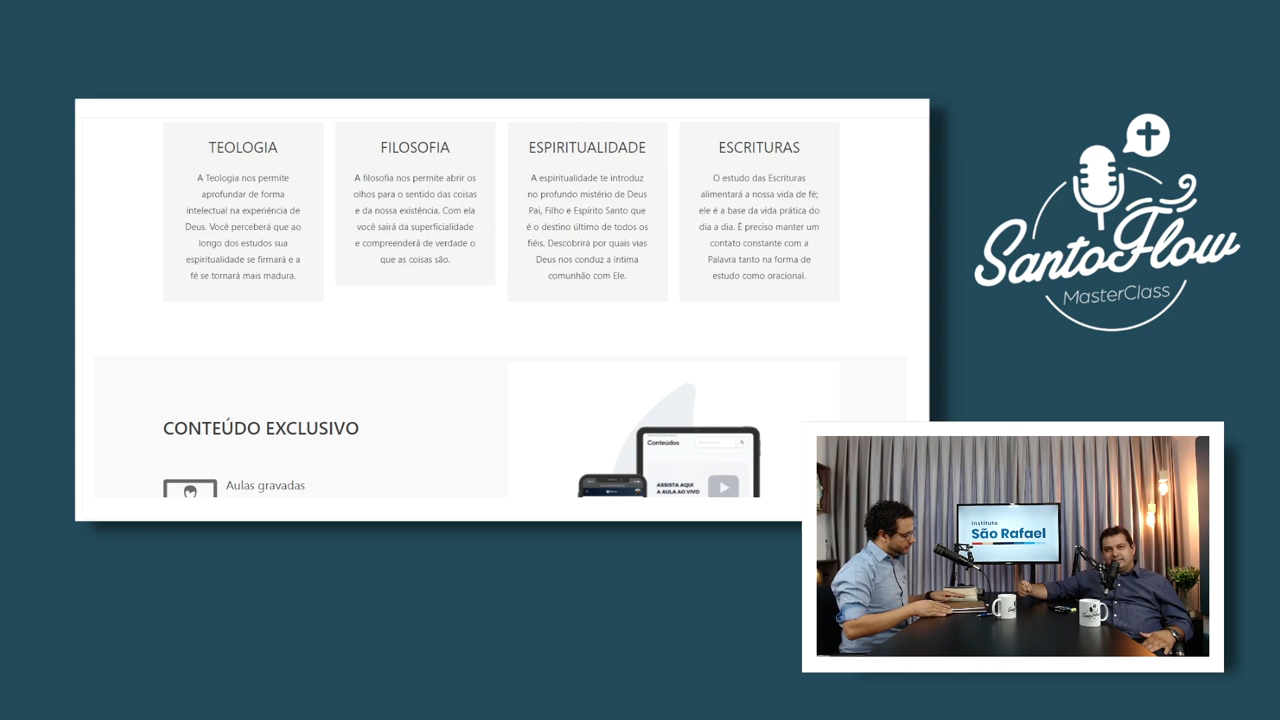 TEOLOGIA
A Teologia nos permite
aprofundar de forma
intelectual na experiência de
Deus. Você perceberá que ao
longo dos estudos sua
espiritualidade se firmará e a
fé se tornará mais madura.
FILOSOFIA
A filosofia nos permite abrir os
olhos para o sentido das coisas
e da nossa existência. Com ela
você sairá da superficialidade
e compreenderá de verdade o
que as coisas são.
ESPIRITUALIDADE
A espiritualidade te introduz
no profundo mistério de Deus
Pai, Filho e Espírito Santo que
é o destino último de todos os
fiéis. Descobrirá por quais vias
Deus nos conduz a íntima
comunhão com Ele.
ESCRITURAS
O estudo das Escrituras
alimentará a nossa vida de fé;
ele é a base da vida prática do
dia a dia. É preciso manter um
contato constante com a
Palavra tanto na forma de
estudo como oracional.
SantoFlow
MasterClass
CONTEÚDO EXCLUSIVO
Aulas gravadas
Conteúdos
ASSISTA AQUI
A AULA AO VIVO
Instituto
São Rafael